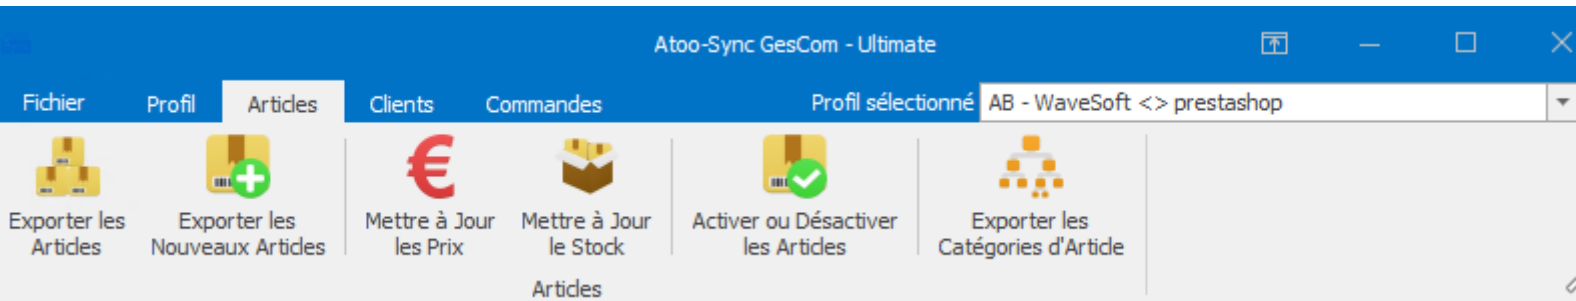 Atoo-Sync GesCom - Ultimate
Fichier Profil Articles Clients Commandes Profil sélectionné AB - WaveSoft <> prestashop
Exporter les Articles
Exporter les Nouveaux Articles
Mettre à Jour les Prix
Mettre à Jour le Stock
Activer ou Désactiver les Articles
Exporter les Catégories d'Article
Articles